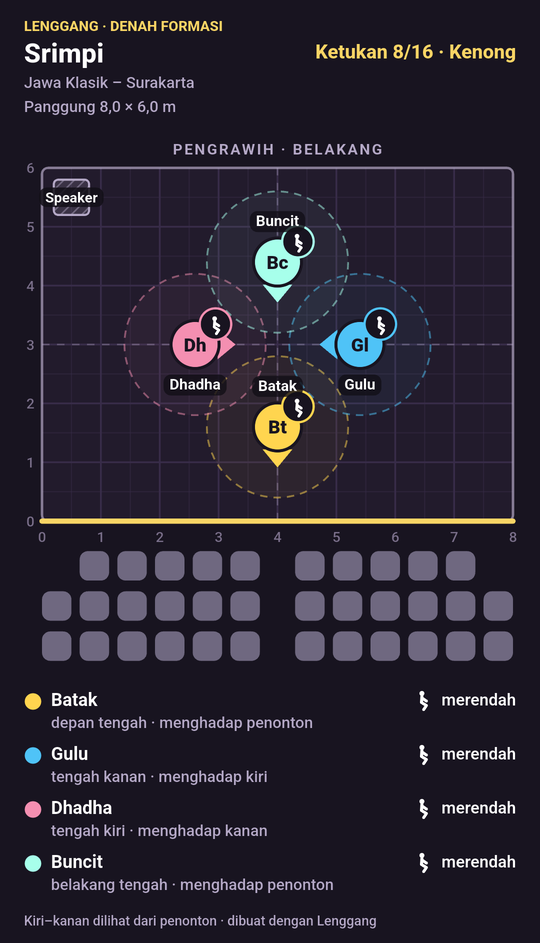 LENGGANG · DENAH FORMASI
Srimpi
Ketukan 8/16 · Kenong
Jawa Klasik – Surakarta
Panggung 8,0 × 6,0 m
PENGRAWIH · BELAKANG
6
Speaker
5
Buncit
Bc
4
3
Dh
Gl
Dhadha
Batak
Gulu
2
Bt
1
0
0 1 2 3 4 5 6 7 8
Batak merendah
depan tengah · menghadap penonton
Gulu merendah
tengah kanan · menghadap kiri
Dhadha merendah
tengah kiri · menghadap kanan
Buncit merendah
belakang tengah · menghadap penonton
Kiri–kanan dilihat dari penonton · dibuat dengan Lenggang